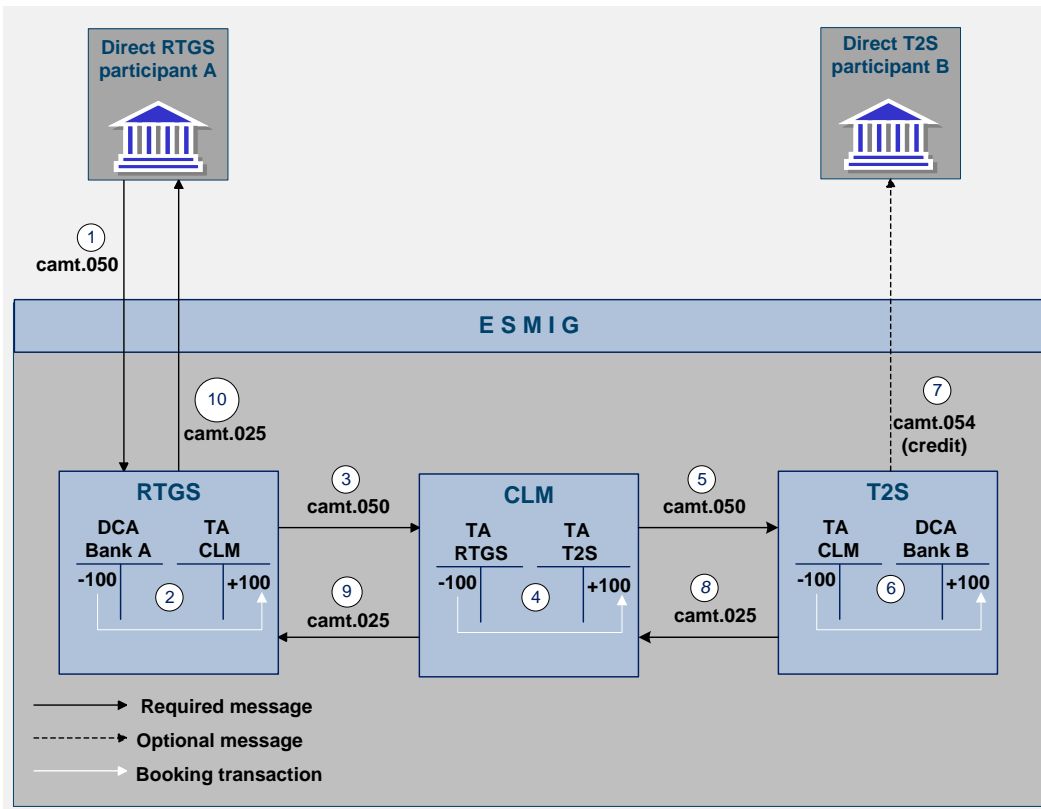 Direct RTGS
participant A
Direct T2S
participant B
1
camt.050
E S M I G
10
camt.025
7
camt.054
(credit)
RTGS
DCA
Bank A
TA
CLM
-100
+100
2
3
camt.050
9
camt.025
CLM
TA
RTGS
TA
T2S
-100
+100
4
5
camt.050
8
camt.025
T2S
TA
CLM
DCA
Bank B
-100
+100
6
Required message
Optional message
Booking transaction